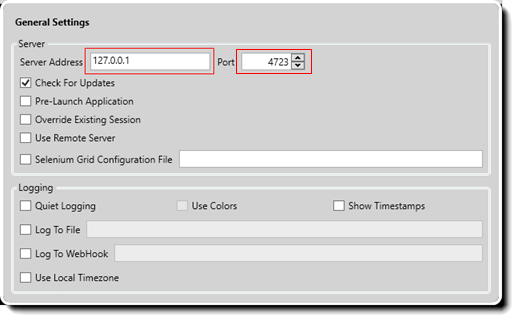 General Settings
Server
Server Address 127.0.0.1 Port 4723
Check For Updates
Pre-Launch Application
Override Existing Session
Use Remote Server
Selenium Grid Configuration File
Logging
Quiet Logging Use Colors Show Timestamps
Log To File
Log To WebHook
Use Local Timezone